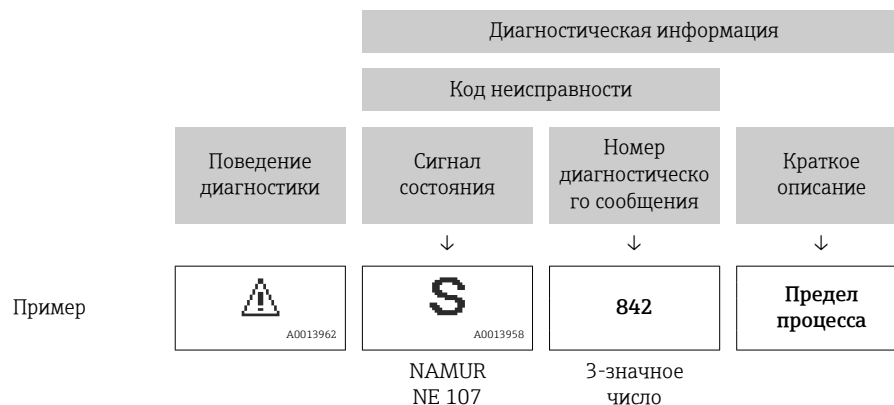 Диагностическая информация
Код неисправности
Поведение
диагностики
Сигнал
состояния
Номер
диагностическо
го сообщения
Краткое
описание
↓
↓
↓
Пример
⚠
A0013962
S
A0013958
842
Предел
процесса
NAMUR
NE 107
3-значное
число